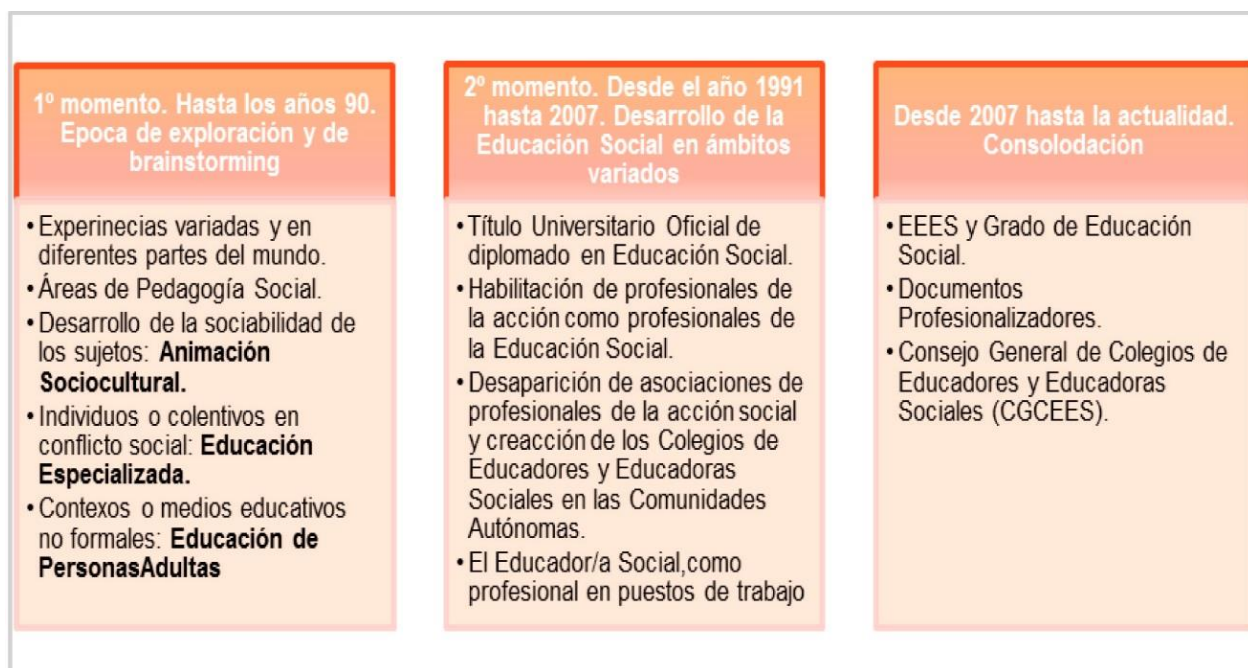 1º momento. Hasta los años 90.
Epoca de exploración y de
brainstorming
• Experinecias variadas y en
diferentes partes del mundo.
• Áreas de Pedagogía Social.
• Desarrollo de la sociabilidad de
los sujetos: Animación
Sociocultural.
• Individuos o colentivos en
conflicto social: Educación
Especializada.
• Contexos o medios educativos
no formales: Educación de
PersonasAdultas
2º momento. Desde el año 1991
hasta 2007. Desarrollo de la
Educación Social en ámbitos
variados
• Título Universitario Oficial de
diplomado en Educación Social.
• Habilitación de profesionales de
la acción como profesionales de
la Educación Social.
• Desaparición de asociaciones de
profesionales de la acción social
y creacción de los Colegios de
Educadores y Educadoras
Sociales en las Comunidades
Autónomas.
• El Educador/a Social,como
profesional en puestos de trabajo
Desde 2007 hasta la actualidad.
Consolodación
• EEES y Grado de Educación
Social.
• Documentos
Profesionalizadores.
• Consejo General de Colegios de
Educadores y Educadoras
Sociales (CGCEES).